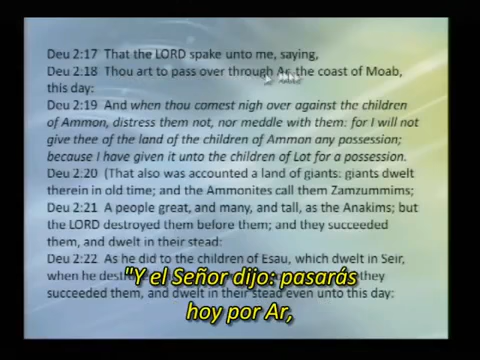 Deu 2:17 That the LORD spake unto me, saying,
Deu 2:18 Thou art to pass over through Ar, the coast of Moab,
this day:
Deu 2:19 And when thou comest nigh over against the children
of Ammon, distress them not, nor meddle with them: for I will not
give thee of the land of the children of Ammon any possession;
because I have given it unto the children of Lot for a possession.
Deu 2:20 (That also was accounted a land of giants: giants dwelt
therein in old time; and the Ammonites call them Zamzummims;
Deu 2:21 A people great, and many, and tall, as the Anakims; but
the LORD destroyed them before them; and they succeeded
them, and dwelt in their stead:
Deu 2:22 As he did to the children of Esau, which dwelt in Seir,
when he destro they
succeeded them, and dwelt in their stead even unto this day:
"Y el Señor dijo: pasarás
hoy por Ar,